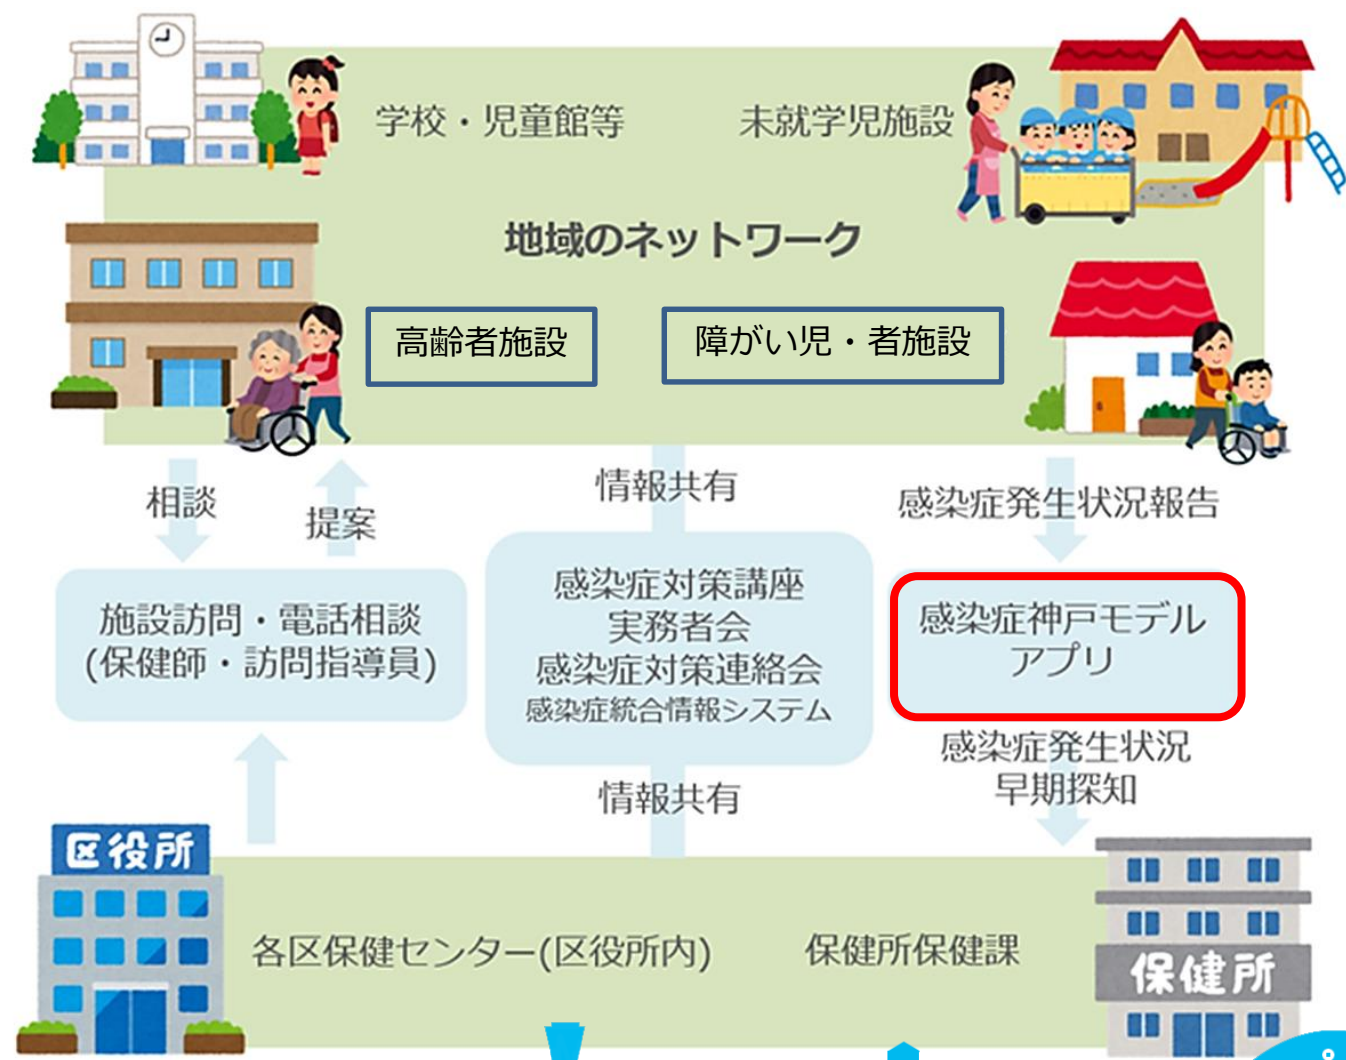 学校・児童館等
未就学児施設
地域のネットワーク
高齢者施設
障がい児・者施設
相談
提案
情報共有
感染症発生状況報告
施設訪問・電話相談
(保健師・訪問指導員)
感染症対策講座
実務者会
感染症対策連絡会
感染症統合情報システム
感染症神戸モデル
アプリ
情報共有
感染症発生状況
早期探知
区役所
各区保健センター(区役所内)
保健所保健課
保健所